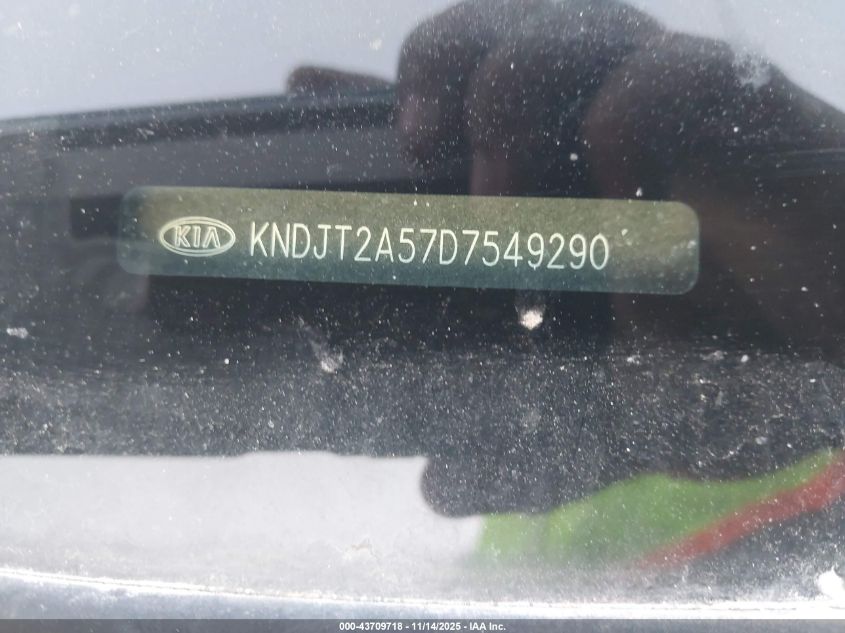 KIA KNDJT2A57D7549290
000-43709718 - 11/14/2025 - IAA Inc.